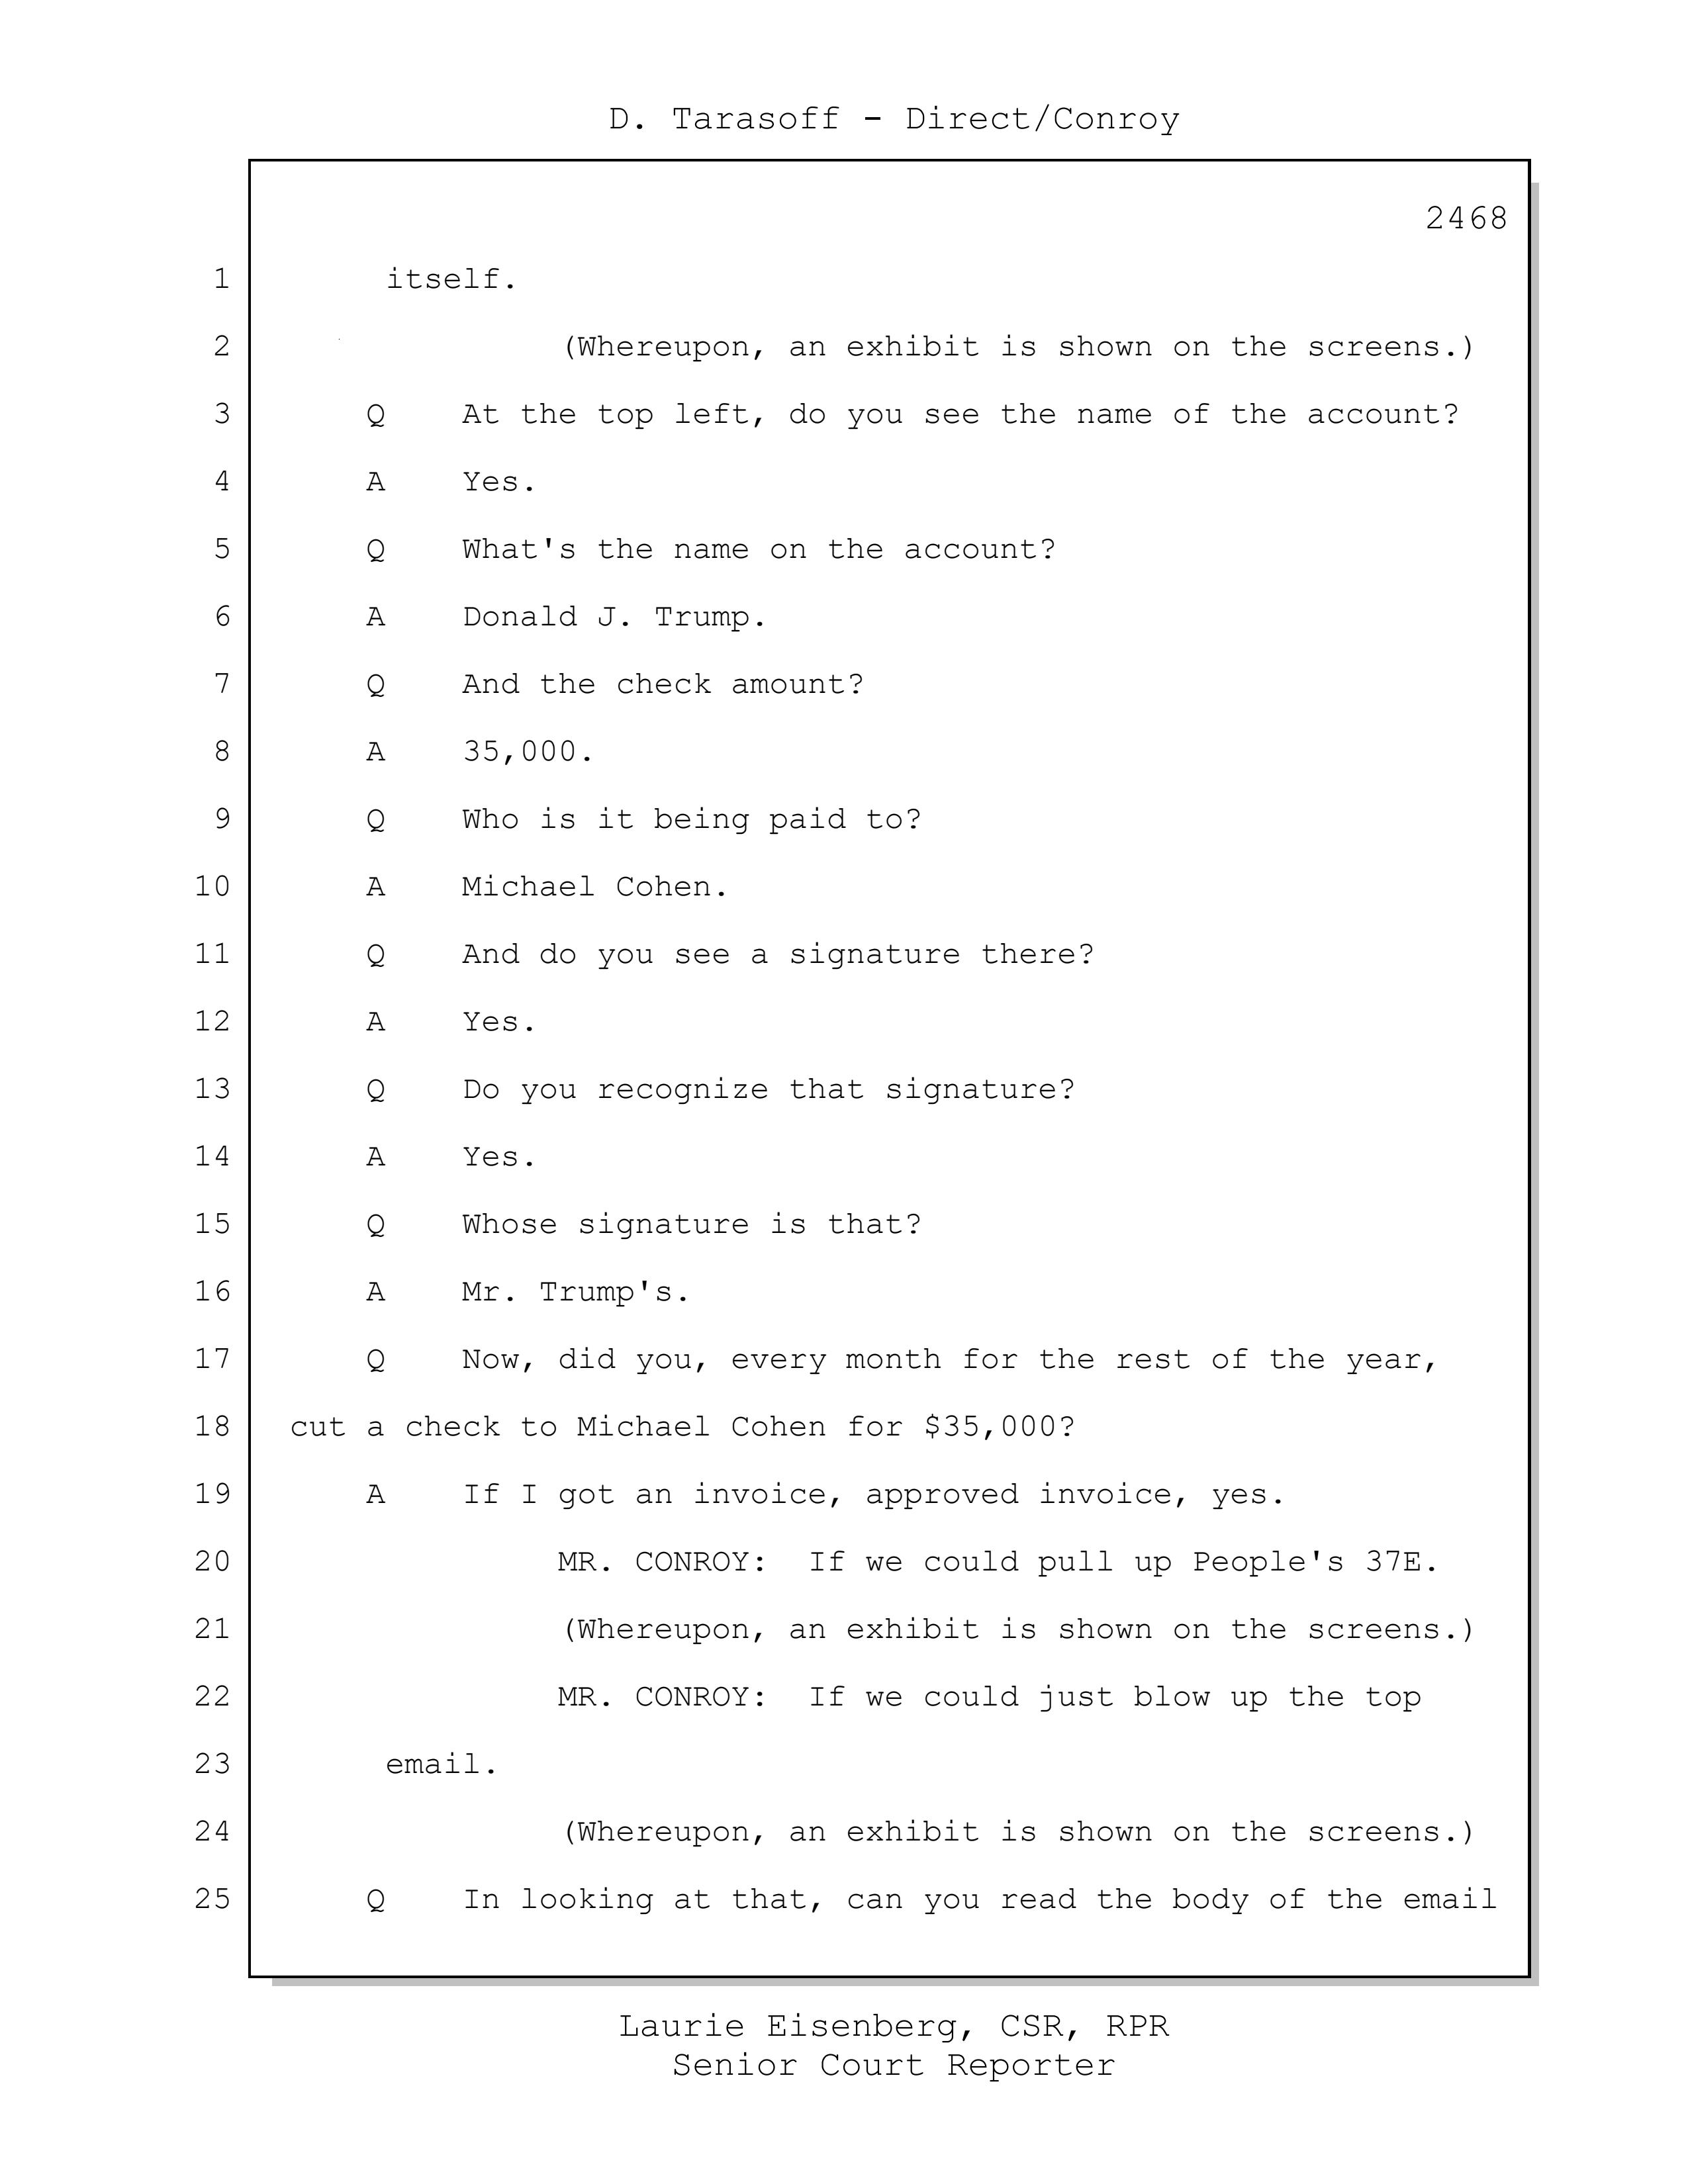 D. Tarasoff - Direct/Conroy
2468
1 itself.
2 (Whereupon, an exhibit is shown on the screens.)
3 Q At the top left, do you see the name of the account?
4 A Yes.
5 Q What's the name on the account?
6 A Donald J. Trump.
7 Q And the check amount?
8 A 35,000.
9 Q Who is it being paid to?
10 A Michael Cohen.
11 Q And do you see a signature there?
12 A Yes.
13 Q Do you recognize that signature?
14 A Yes.
15 Q Whose signature is that?
16 A Mr. Trump's.
17 Q Now, did you, every month for the rest of the year,
18 cut a check to Michael Cohen for $35,000?
19 A If I got an invoice, approved invoice, yes.
20 MR. CONROY: If we could pull up People's 37E.
21 (Whereupon, an exhibit is shown on the screens.)
22 MR. CONROY: If we could just blow up the top
23 email.
24 (Whereupon, an exhibit is shown on the screens.)
25 Q In looking at that, can you read the body of the email
Laurie Eisenberg, CSR, RPR
Senior Court Reporter